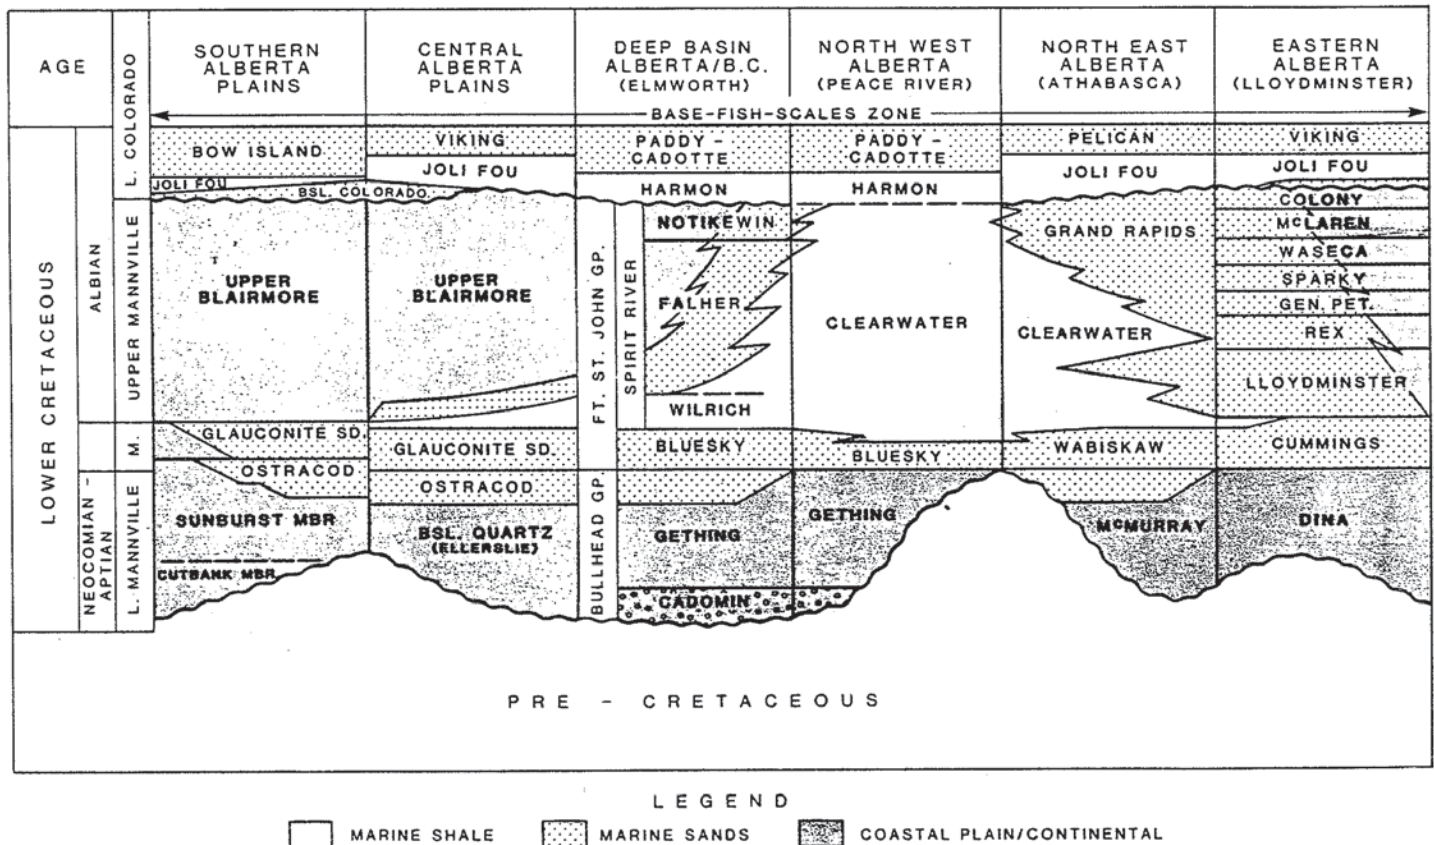 AGE
L. COLORADO
SOUTHERN
ALBERTA
PLAINS
CENTRAL
ALBERTA
PLAINS
DEEP BASIN
ALBERTA/B.C.
(ELMWORTH)
NORTH WEST
ALBERTA
(PEACE RIVER)
NORTH EAST
ALBERTA
(ATHABASCA)
EASTERN
ALBERTA
(LLOYDMINSTER)
BASE-FISH-SCALES ZONE
LOWER CRETACEOUS
ALBIAN
NEOCOMIAN -
APTIAN
UPPER MANNVILLE
M
L. MANNVILLE
BOW ISLAND
JOLI FOU
BSL. COLORADO
UPPER
BLAIRMORE
GLAUCONITE SD.
OSTRACOD
SUNBURST MBR
CUTBANK MBR
VIKING
JOLI FOU
UPPER
BLAIRMORE
GLAUCONITE SD.
OSTRACOD
BSL. QUARTZ
(ELLERSLIE)
FT. ST. JOHN GP.
BULLHEAD GP.
SPIRIT RIVER
PADDY -
CADOTTE
HARMON
NOTIKEWIN
FALHER
WILRICH
BLUESKY
GETHING
CADOMIN
PADDY -
CADOTTE
HARMON
CLEARWATER
BLUESKY
GETHING
PELICAN
JOLI FOU
GRAND RAPIDS
CLEARWATER
WABISKAW
McMURRAY
VIKING
JOLI FOU
COLONY
McLAREN
WASECA
SPARKY
GEN. PET.
REX
LLOYDMINSTER
CUMMINGS
DINA
PRE - CRETACEOUS
LEGEND
MARINE SHALE
MARINE SANDS
COASTAL PLAIN/CONTINENTAL